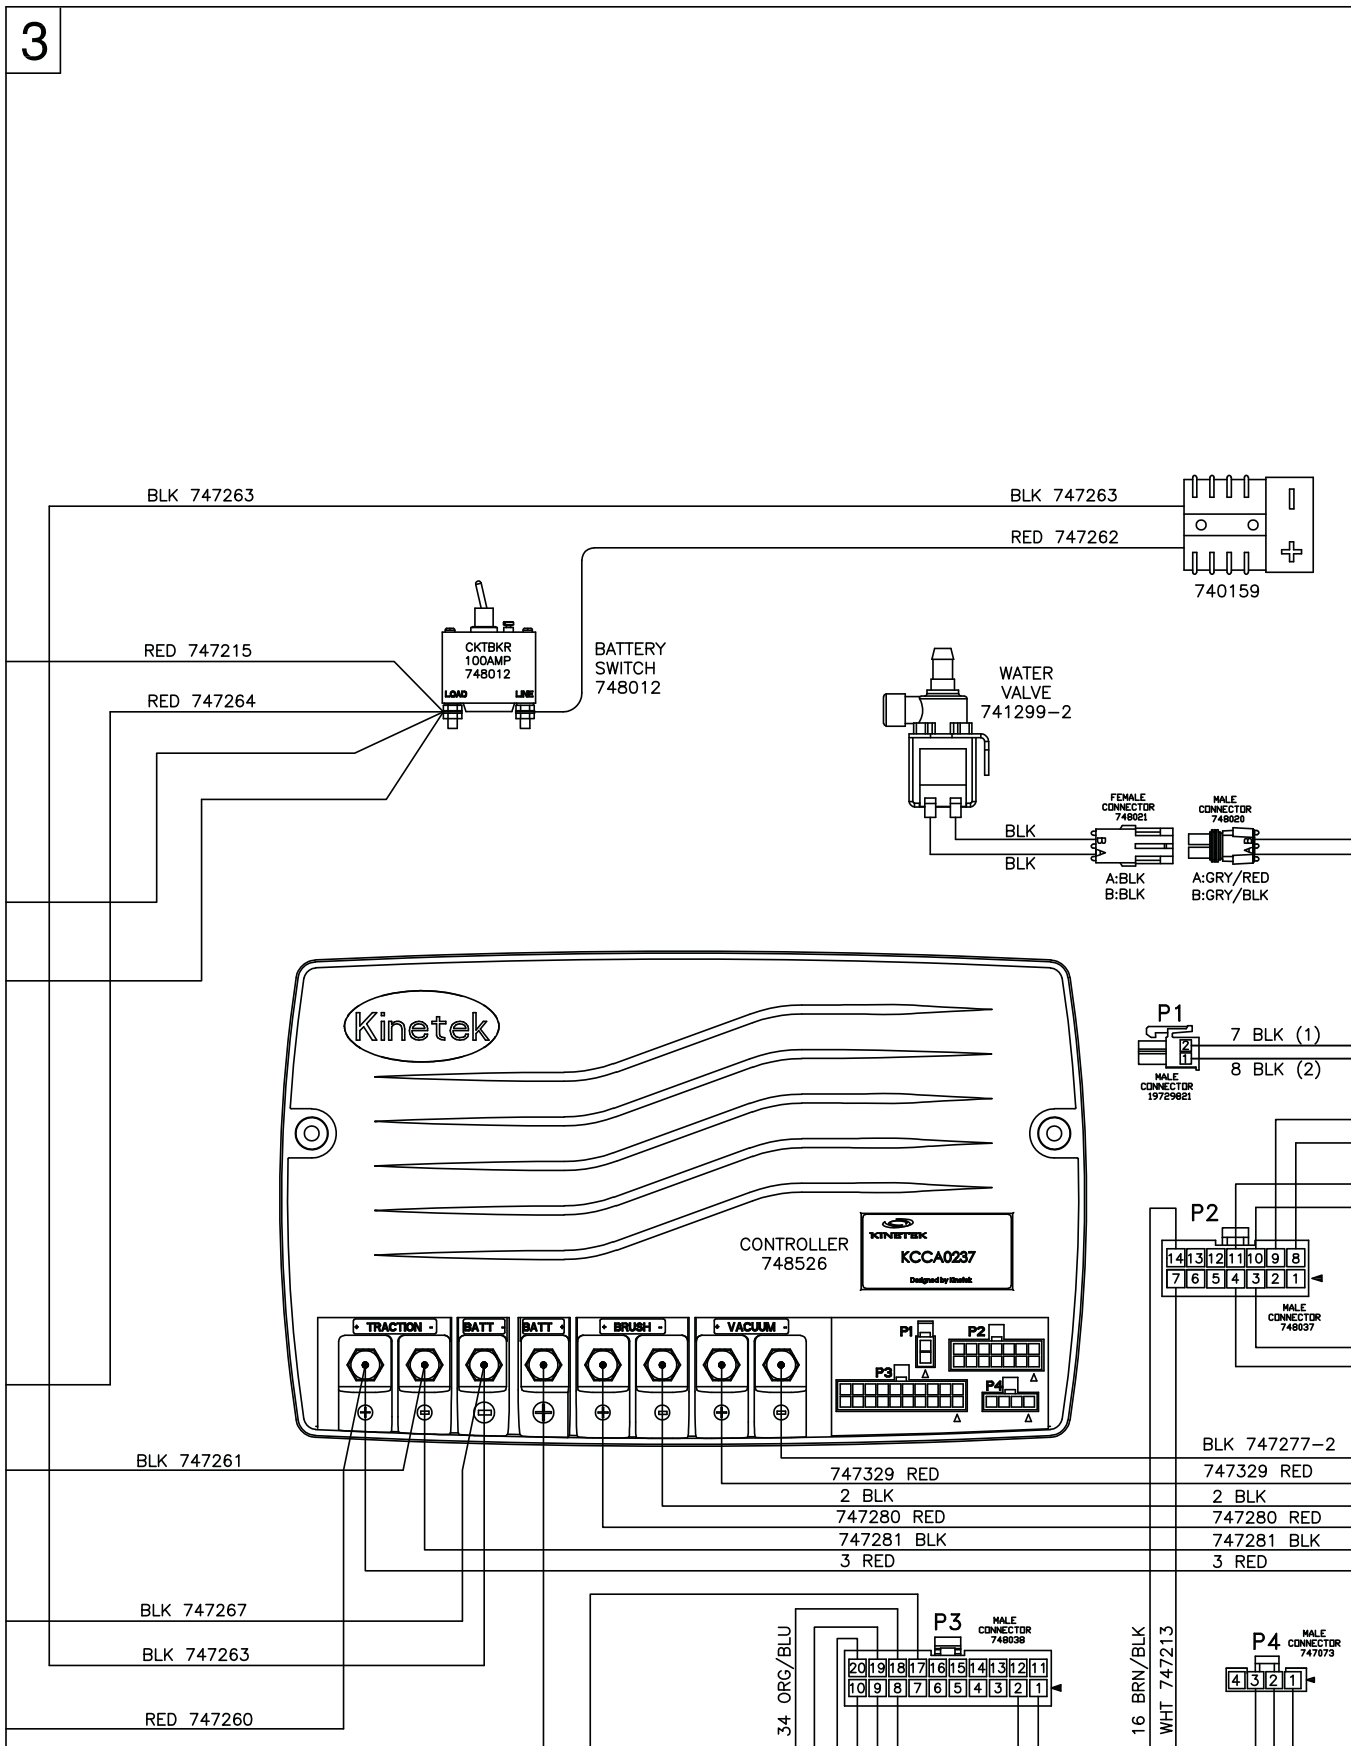 3
BLK 747263
BLK 747263
RED 747262
740159
RED 747215
RED 747264
CKTBKR
100AMP
748012
LOAD
LINE
BATTERY
SWITCH
748012
WATER
VALVE
741299-2
BLK
BLK
FEMALE
CONNECTOR
748021
B
A
A:BLK
B:BLK
MALE
CONNECTOR
748020
B
A
A:GRY/RED
B:GRY/BLK
Kinetek
P1
2
1
7 BLK (1)
8 BLK (2)
MALE
CONNECTOR
19729821
CONTROLLER
748526
KINETEK
KCCA0237
Designed by Kinetek
P2
14 13 12 11 10 9 8
7 6 5 4 3 2 1
MALE
CONNECTOR
748037
+ TRACTION -
BATT -
BATT +
+ BRUSH -
+ VACUUM -
P1
P2
P3
P4
BLK 747261
BLK 747277-2
747329 RED
747329 RED
2 BLK
2 BLK
747280 RED
747280 RED
747281 BLK
747281 BLK
3 RED
3 RED
BLK 747267
BLK 747263
RED 747260
34 ORG/BLU
P3
MALE
CONNECTOR
748038
20 19 18 17 16 15 14 13 12 11
10 9 8 7 6 5 4 3 2 1
16 BRN/BLK
WHT 747213
P4
MALE
CONNECTOR
747073
4 3 2 1